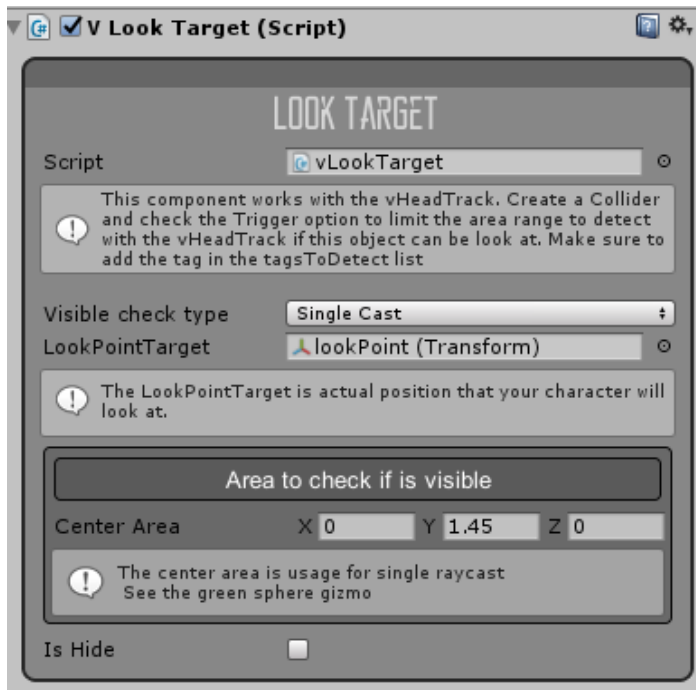 V Look Target (Script)
LOOK TARGET
Script vLookTarget
This component works with the vHeadTrack. Create a Collider
and check the Trigger option to limit the area range to detect
with the vHeadTrack if this object can be look at. Make sure to
add the tag in the tagsToDetect list
Visible check type Single Cast
LookPointTarget lookPoint (Transform)
The LookPointTarget is actual position that your character will
look at.
Area to check if is visible
Center Area X 0 Y 1.45 Z 0
The center area is usage for single raycast
See the green sphere gizmo
Is Hide